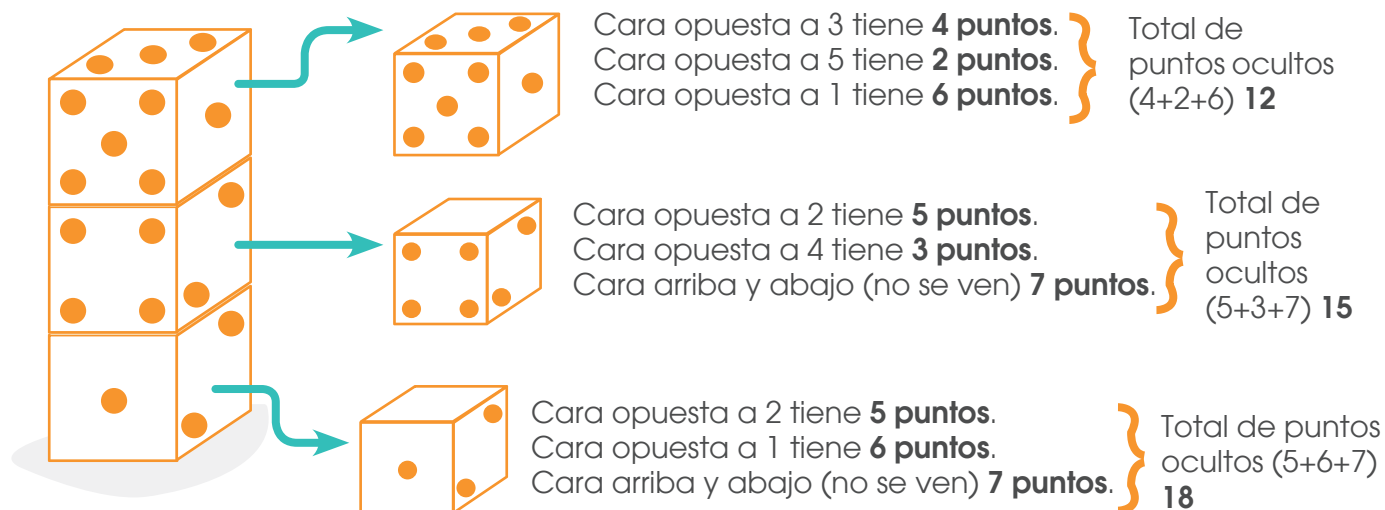 Cara opuesta a 3 tiene 4 puntos.
Cara opuesta a 5 tiene 2 puntos.
Cara opuesta a 1 tiene 6 puntos.
Total de
puntos ocultos
(4+2+6) 12
Cara opuesta a 2 tiene 5 puntos.
Cara opuesta a 4 tiene 3 puntos.
Cara arriba y abajo (no se ven) 7 puntos.
Total de
puntos
ocultos
(5+3+7) 15
Cara opuesta a 2 tiene 5 puntos.
Cara opuesta a 1 tiene 6 puntos.
Cara arriba y abajo (no se ven) 7 puntos.
Total de puntos
ocultos (5+6+7)
18